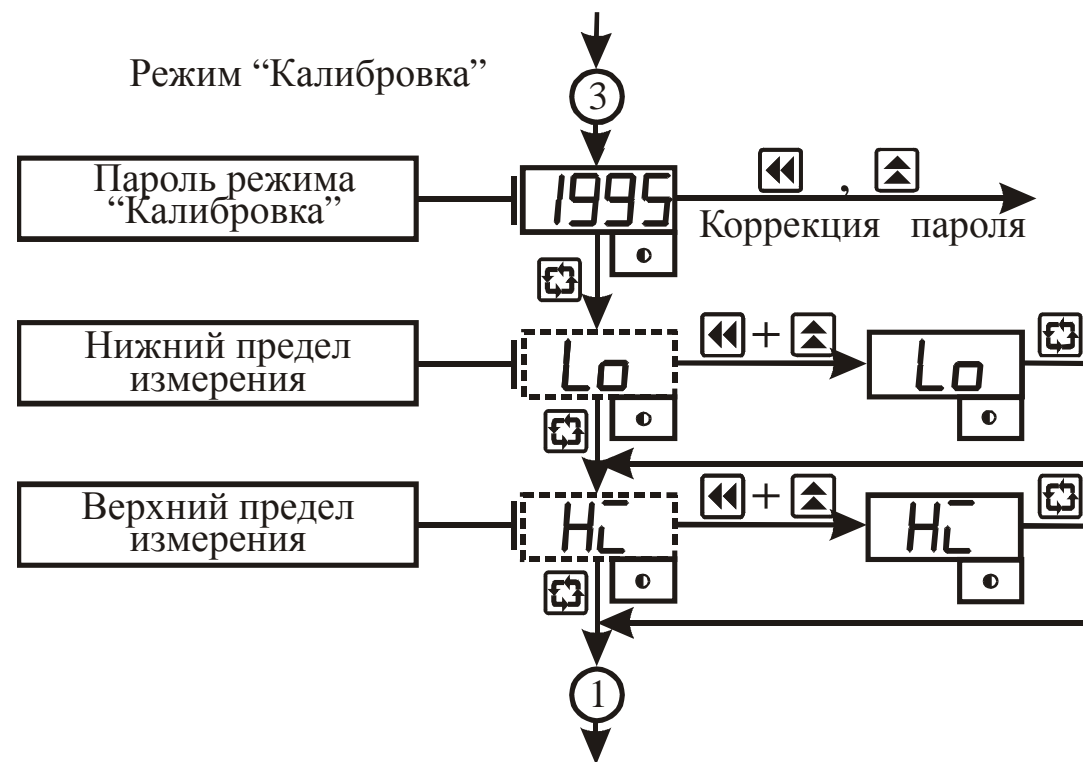 Режим “Калибровка”
3
Пароль режима
“Калибровка”
1995
,
Коррекция пароля
Нижний предел
измерения
Lo
+
Lo
Верхний предел
измерения
Hi
+
Hi
1